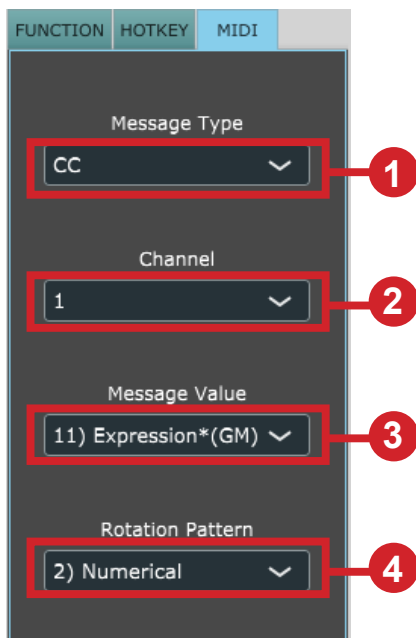 FUNCTION HOTKEY MIDI
Message Type
CC
1
Channel
1
2
Message Value
11) Expression*(GM)
3
Rotation Pattern
2) Numerical
4